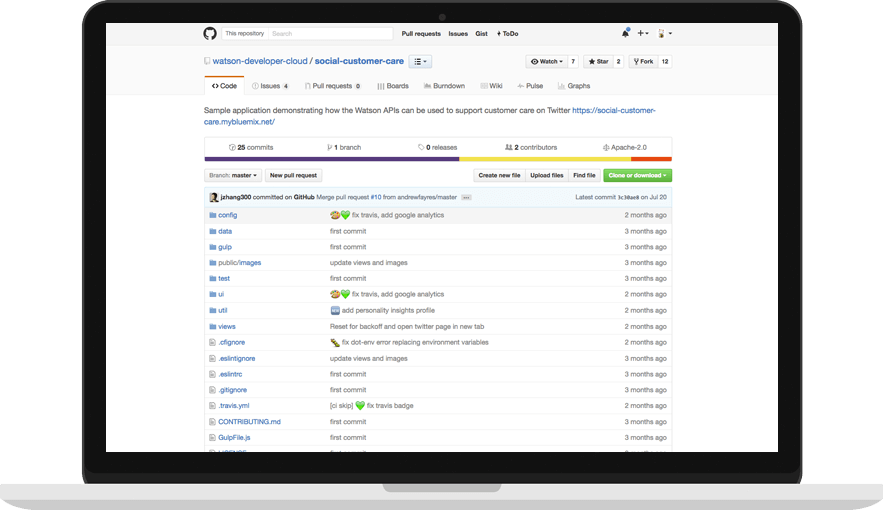 This repository Search Pull requests Issues Gist ToDo
watson-developer-cloud / social-customer-care Watch 7 Star 2 Fork 12
Code Issues 4 Pull requests 0 Boards Burndown Wiki Pulse Graphs
Sample application demonstrating how the Watson APIs can be used to support customer care on Twitter https://social-customer-
care.mybluemix.net/
25 commits 1 branch 0 releases 2 contributors Apache-2.0
Branch: master New pull request Create new file Upload files Find file Clone or download
jzhang300 committed on GitHub Merge pull request #10 from andrewfayres/master ... Latest commit 3c30ae8 on Jul 20
config fix travis, add google analytics 2 months ago
data first commit 3 months ago
gulp first commit 3 months ago
public/images update views and images 3 months ago
test first commit 3 months ago
ui fix travis, add google analytics 2 months ago
util add personality insights profile 2 months ago
views Reset for backoff and open twitter page in new tab 2 months ago
.cfignore fix dot-env error replacing environment variables 2 months ago
.eslintignore update views and images 3 months ago
.eslintrc first commit 3 months ago
.gitignore first commit 3 months ago
.travis.yml [ci skip] fix travis badge 2 months ago
CONTRIBUTING.md first commit 3 months ago
GulpFile.js first commit 3 months ago